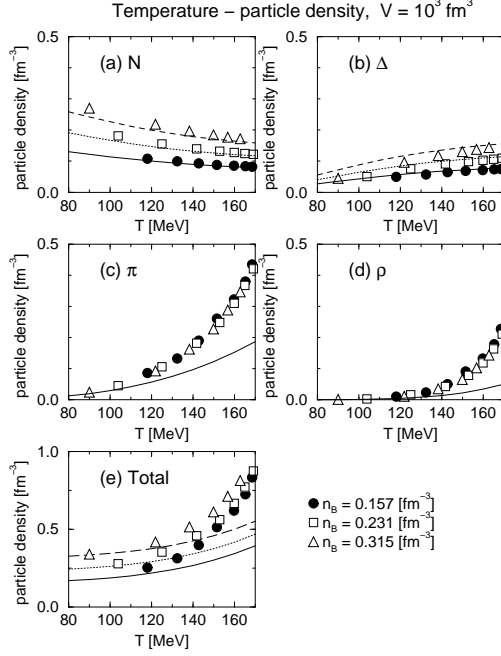 Temperature – particle density, V = 10³ fm³
particle density [fm⁻³]
0.5
0.0
(a) N
80 100 120 140 160
T [MeV]
particle density [fm⁻³]
0.5
0.0
(b) Δ
80 100 120 140 160
T [MeV]
particle density [fm⁻³]
0.5
0.0
(c) π
80 100 120 140 160
T [MeV]
particle density [fm⁻³]
0.5
0.0
(d) ρ
80 100 120 140 160
T [MeV]
particle density [fm⁻³]
1.0
0.5
0.0
(e) Total
80 100 120 140 160
T [MeV]
n_B = 0.157 [fm⁻³]
n_B = 0.231 [fm⁻³]
n_B = 0.315 [fm⁻³]